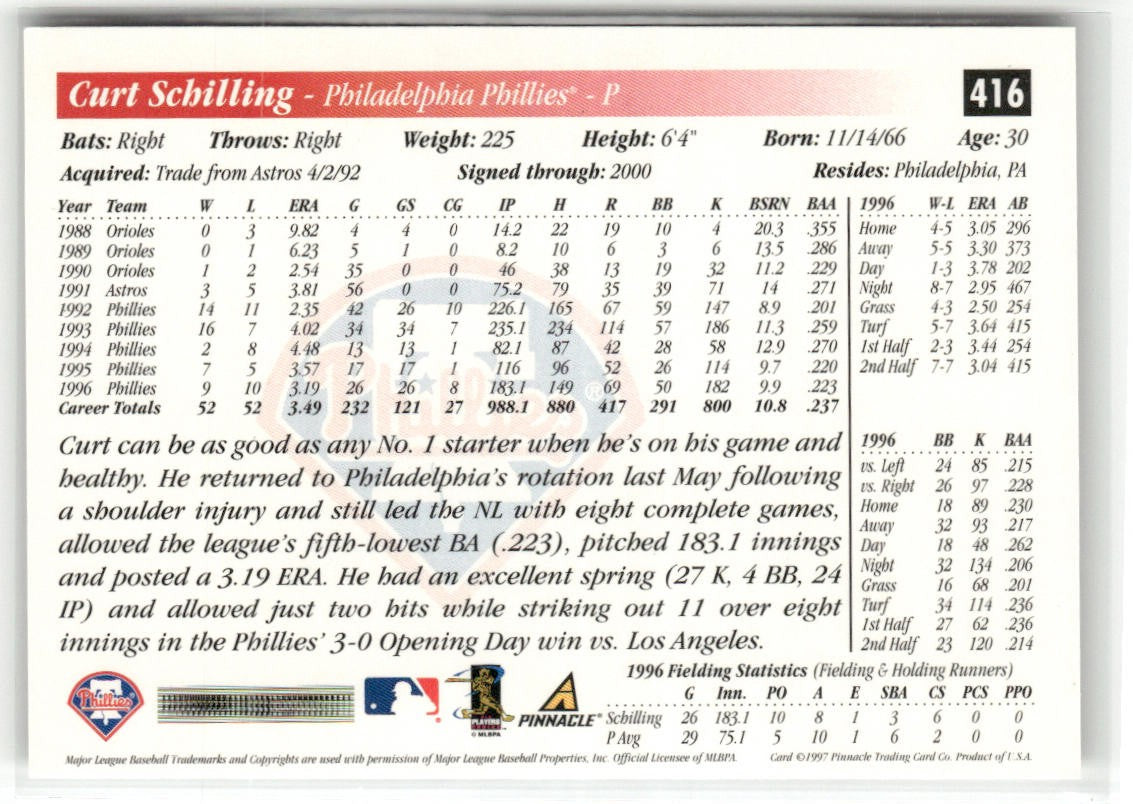 Curt Schilling - Philadelphia Phillies® - P
416
Bats: Right Throws: Right Weight: 225 Height: 6'4" Born: 11/14/66 Age: 30
Acquired: Trade from Astros 4/2/92 Signed through: 2000 Resides: Philadelphia, PA
Year Team W L ERA G GS CG IP H R BB K BSRN BAA
1988 Orioles 0 3 9.82 4 4 0 14.2 22 19 10 4 20.3 .355
1989 Orioles 0 1 6.23 5 1 0 8.2 10 6 3 6 13.5 .286
1990 Orioles 1 2 2.54 35 0 0 46 38 13 19 32 11.2 .229
1991 Astros 3 5 3.81 56 0 0 75.2 79 35 39 71 14 .271
1992 Phillies 14 11 2.35 42 26 10 226.1 165 67 59 147 8.9 .201
1993 Phillies 16 7 4.02 34 34 7 235.1 234 114 57 186 11.3 .259
1994 Phillies 2 8 4.48 13 13 1 82.1 87 42 28 58 12.9 .270
1995 Phillies 7 5 3.57 17 17 1 116 96 52 26 114 9.7 .220
1996 Phillies 9 10 3.19 26 26 8 183.1 149 69 50 182 9.9 .223
Career Totals 52 52 3.49 232 121 27 988.1 880 417 291 800 10.8 .237
1996 W-L ERA AB
Home 4-5 3.05 296
Away 5-5 3.30 373
Day 1-3 3.78 202
Night 8-7 2.95 467
Grass 4-3 2.50 254
Turf 5-7 3.64 415
1st Half 2-3 3.44 254
2nd Half 7-7 3.04 415
Curt can be as good as any No. 1 starter when he's on his game and
healthy. He returned to Philadelphia's rotation last May following
a shoulder injury and still led the NL with eight complete games,
allowed the league's fifth-lowest BA (.223), pitched 183.1 innings
and posted a 3.19 ERA. He had an excellent spring (27 K, 4 BB, 24
IP) and allowed just two hits while striking out 11 over eight
innings in the Phillies' 3-0 Opening Day win vs. Los Angeles.
1996 BB K BAA
vs. Left 24 85 .215
vs. Right 26 97 .228
Home 18 89 .230
Away 32 93 .217
Day 18 48 .262
Night 32 134 .206
Grass 16 68 .201
Turf 34 114 .236
1st Half 27 62 .236
2nd Half 23 120 .214
Phillies
PLAYERS
© MLBPA
PINNACLE®
1996 Fielding Statistics (Fielding & Holding Runners)
G Inn. PO A E SBA CS PCS PPO
Schilling 26 183.1 10 8 1 3 6 0 0
P Avg 29 75.1 5 10 1 6 2 0 0
Major League Baseball Trademarks and Copyrights are used with permission of Major League Baseball Properties, Inc. Official Licensee of MLBPA. Card ©1997 Pinnacle Trading Card Co. Product of U.S.A.